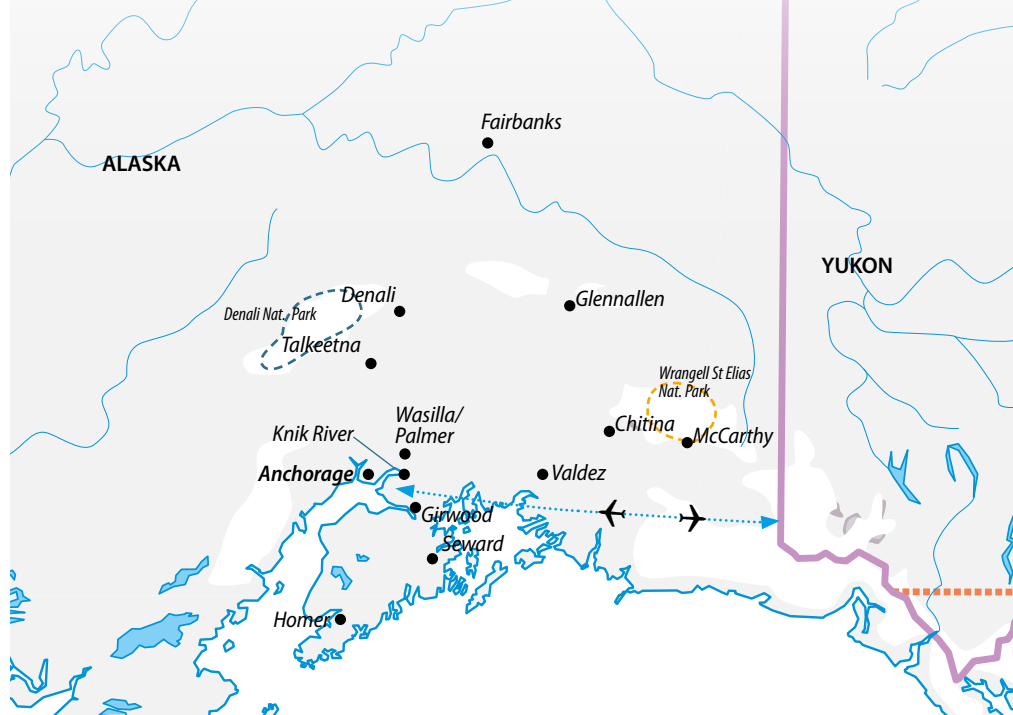 Fairbanks
ALASKA
YUKON
Denali
Glennallen
Denali Nat. Park
Talkeetna
Wrangell St Elias
Nat. Park
Wasilla/
Palmer
Knik River
Chitina
McCarthy
Anchorage
Valdez
Girwood
Seward
Homer